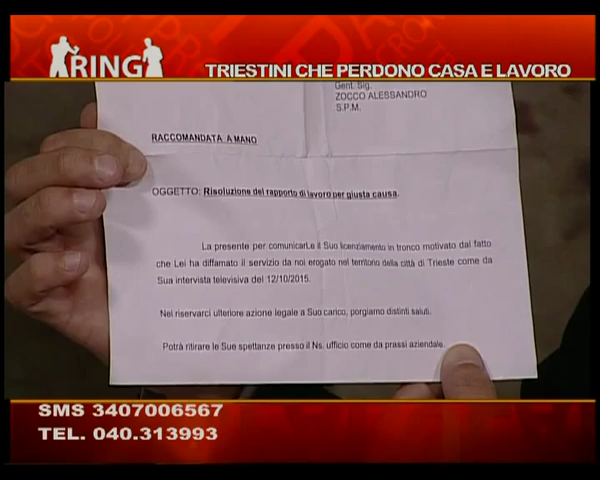 RING
TRIESTINI CHE PERDONO CASA E LAVORO
Gent. Sig.
ZOCCO ALESSANDRO
S.P.M.
RACCOMANDATA A MANO
OGGETTO: Risoluzione del rapporto di lavoro per giusta causa.
La presente per comunicarLe il Suo licenziamento in tronco motivato dal fatto
che Lei ha diffamato il servizio da noi erogato nel territorio della città di Trieste come da
Sua intervista televisiva del 12/10/2015.
Nel riservarci ulteriore azione legale a Suo carico, porgiamo distinti saluti.
Potrà ritirare le Sue spettanze presso il Ns. ufficio come da prassi aziendale.
SMS 3407006567
TEL. 040.313993